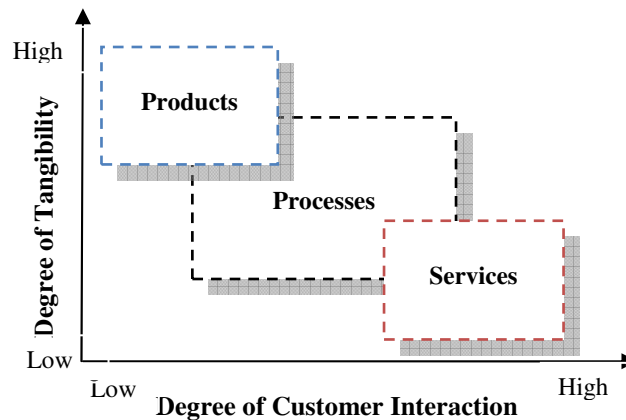 High
Products
Degree of Tangibility
Processes
Services
Low
Low
High
Degree of Customer Interaction